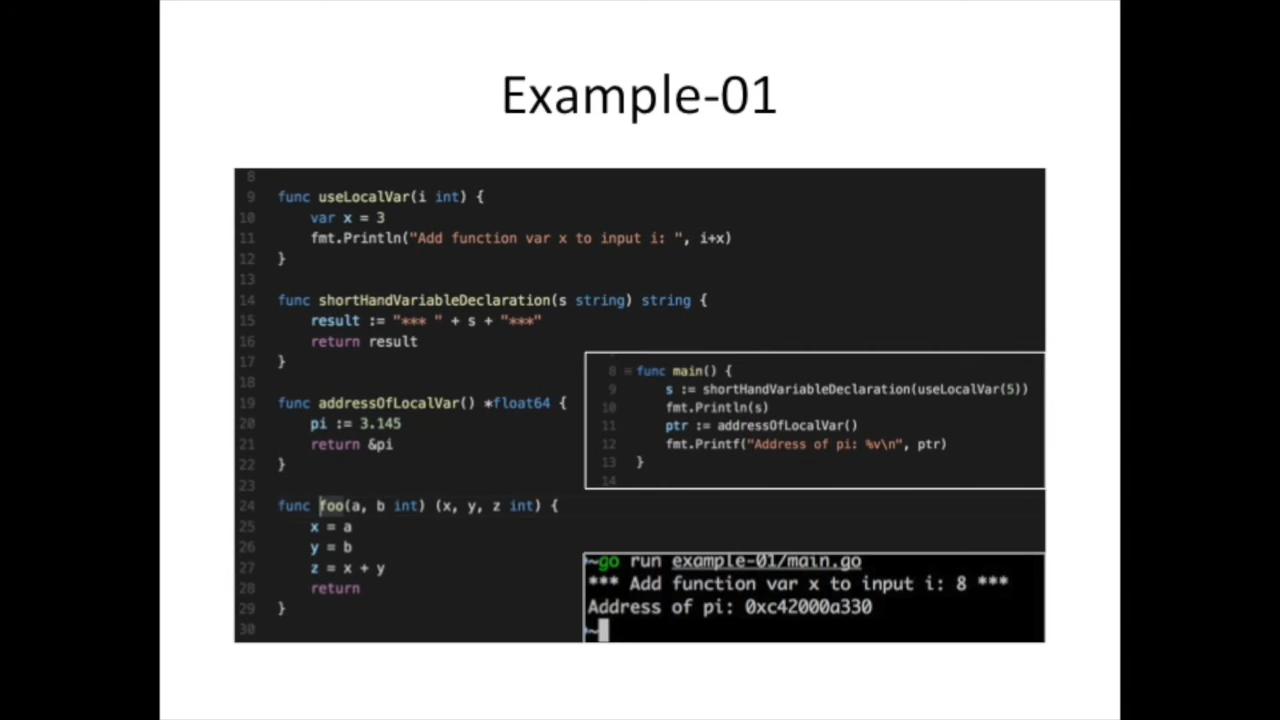 Example-01
8
9 func useLocalVar(i int) {
10 var x = 3
11 fmt.Println("Add function var x to input i: ", i+x)
12 }
13
14 func shortHandVariableDeclaration(s string) string {
15 result := "*** " + s + "***"
16 return result
17 }
18
19 func addressOfLocalVar() *float64 {
20 pi := 3.145
21 return &pi
22 }
23
24 func foo(a, b int) (x, y, z int) {
25 x = a
26 y = b
27 z = x + y
28 return
29 }
30
8 func main() {
9 s := shortHandVariableDeclaration(useLocalVar(5))
10 fmt.Println(s)
11 ptr := addressOfLocalVar()
12 fmt.Printf("Address of pi: %v\n", ptr)
13 }
14
~go run example-01/main.go
*** Add function var x to input i: 8 ***
Address of pi: 0xc42000a330
~